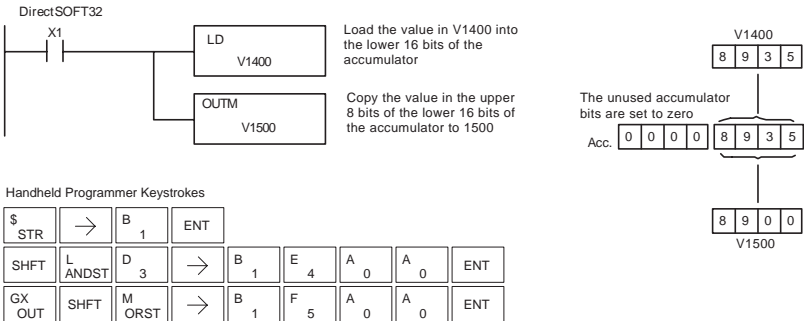 DirectSOFT32
X1
LD
V1400
Load the value in V1400 into
the lower 16 bits of the
accumulator
OUTM
V1500
Copy the value in the upper
8 bits of the lower 16 bits of
the accumulator to 1500
V1400
8 9 3 5
The unused accumulator
bits are set to zero
Acc. 0 0 0 0 8 9 3 5
8 9 0 0
V1500
Handheld Programmer Keystrokes
$ STR → B 1 ENT
SHFT L ANDST D 3 → B 1 E 4 A 0 A 0 ENT
GX OUT SHFT M ORST → B 1 F 5 A 0 A 0 ENT